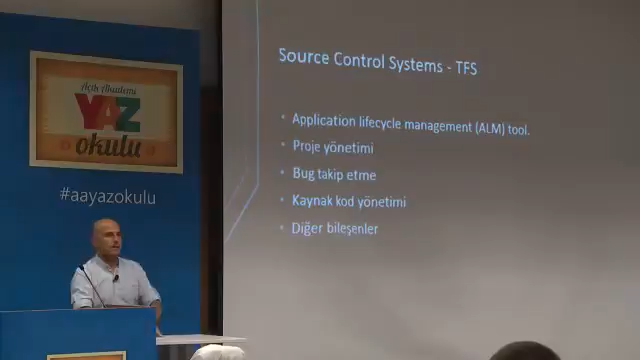 Açık Akademi
YAZ
okulu
#aayazokulu
Source Control Systems - TFS
• Application lifecycle management (ALM) tool.
• Proje yönetimi
• Bug takip etme
• Kaynak kod yönetimi
• Diğer bileşenler